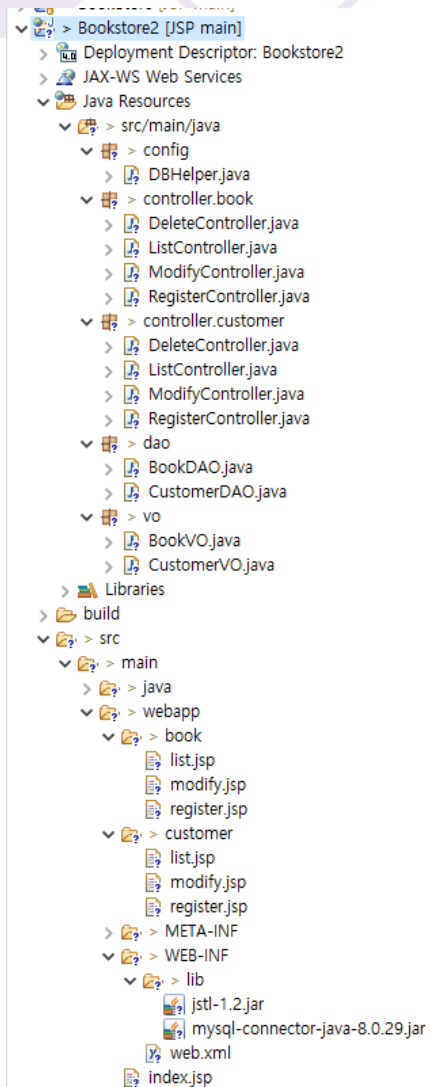 > Bookstore2 [JSP main]
> Deployment Descriptor: Bookstore2
JAX-WS Web Services
Java Resources
> src/main/java
> config
DBHelper.java
> controller.book
DeleteController.java
ListController.java
ModifyController.java
RegisterController.java
> controller.customer
DeleteController.java
ListController.java
ModifyController.java
RegisterController.java
> dao
BookDAO.java
CustomerDAO.java
> vo
BookVO.java
CustomerVO.java
Libraries
build
> src
> main
> java
> webapp
> book
list.jsp
modify.jsp
register.jsp
> customer
list.jsp
modify.jsp
register.jsp
> META-INF
> WEB-INF
> lib
jstl-1.2.jar
mysql-connector-java-8.0.29.jar
web.xml
index.jsp